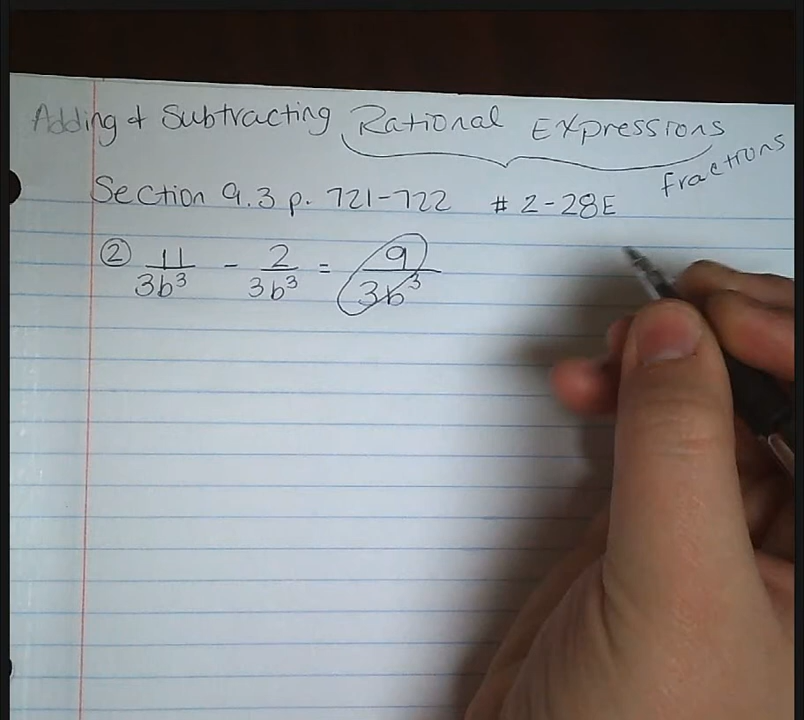 Adding & Subtracting Rational Expressions
fractions
Section 9.3 p. 721-722 # 2-28E
② 11/3b³ - 2/3b³ = 9/3b³